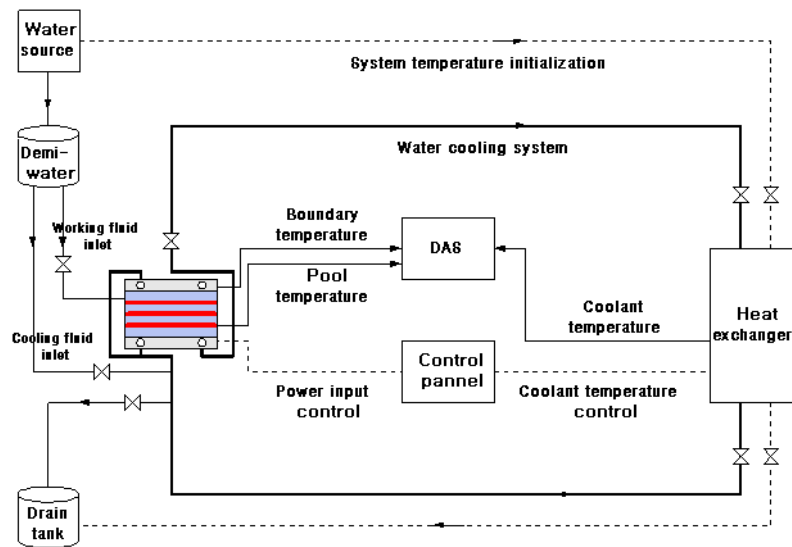 Water
source
System temperature initialization
Demi-
water
Water cooling system
Working fluid
inlet
Boundary
temperature
DAS
Pool
temperature
Coolant
temperature
Heat
exchanger
Cooling fluid
inlet
Control
pannel
Power input
control
Coolant temperature
control
Drain
tank